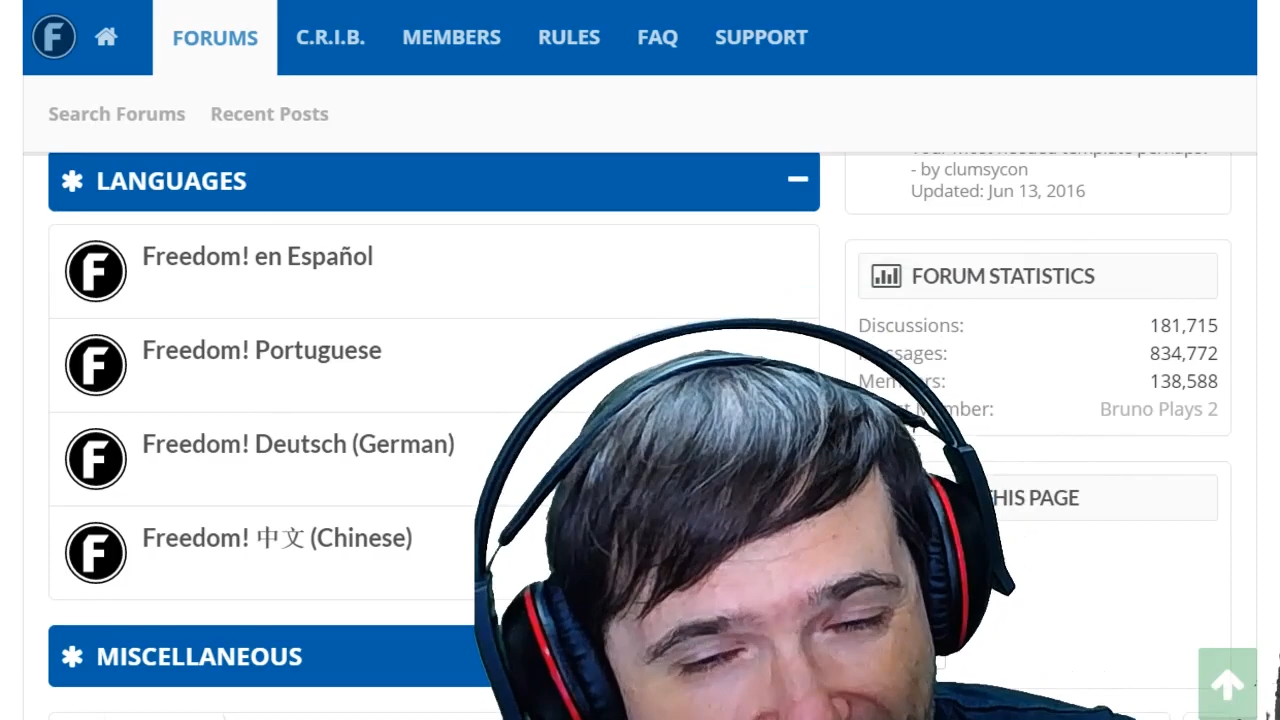 F
FORUMS
C.R.I.B.
MEMBERS
RULES
FAQ
SUPPORT
Search Forums
Recent Posts
LANGUAGES
F Freedom! en Español
F Freedom! Portuguese
F Freedom! Deutsch (German)
F Freedom! 中文 (Chinese)
MISCELLANEOUS
- by clumsycon
Updated: Jun 13, 2016
FORUM STATISTICS
Discussions: 181,715
834,772
138,588
Bruno Plays 2
PAGE